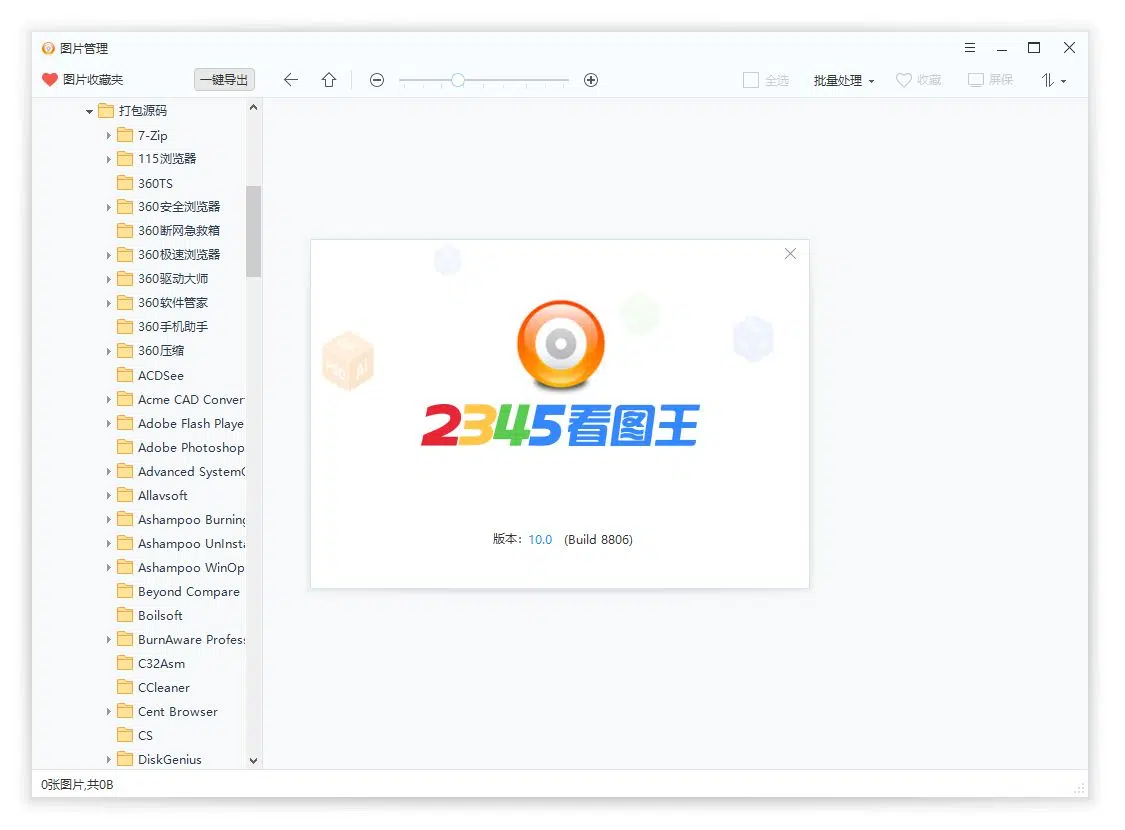 图片管理
图片收藏夹
一键导出
全选
批量处理
收藏
屏保
打包源码
7-Zip
115浏览器
360TS
360安全浏览器
360断网急救箱
360极速浏览器
360驱动大师
360软件管家
360手机助手
360压缩
ACDSee
Acme CAD Conver
Adobe Flash Playe
Adobe Photoshop
Advanced SystemC
Allavsoft
Ashampoo Burning
Ashampoo UnInsta
Ashampoo WinOp
Beyond Compare
Boilsoft
BurnAware Profes
C32Asm
CCleaner
Cent Browser
CS
DiskGenius
2345看图王
版本: 10.0 (Build 8806)
0张图片,共0B